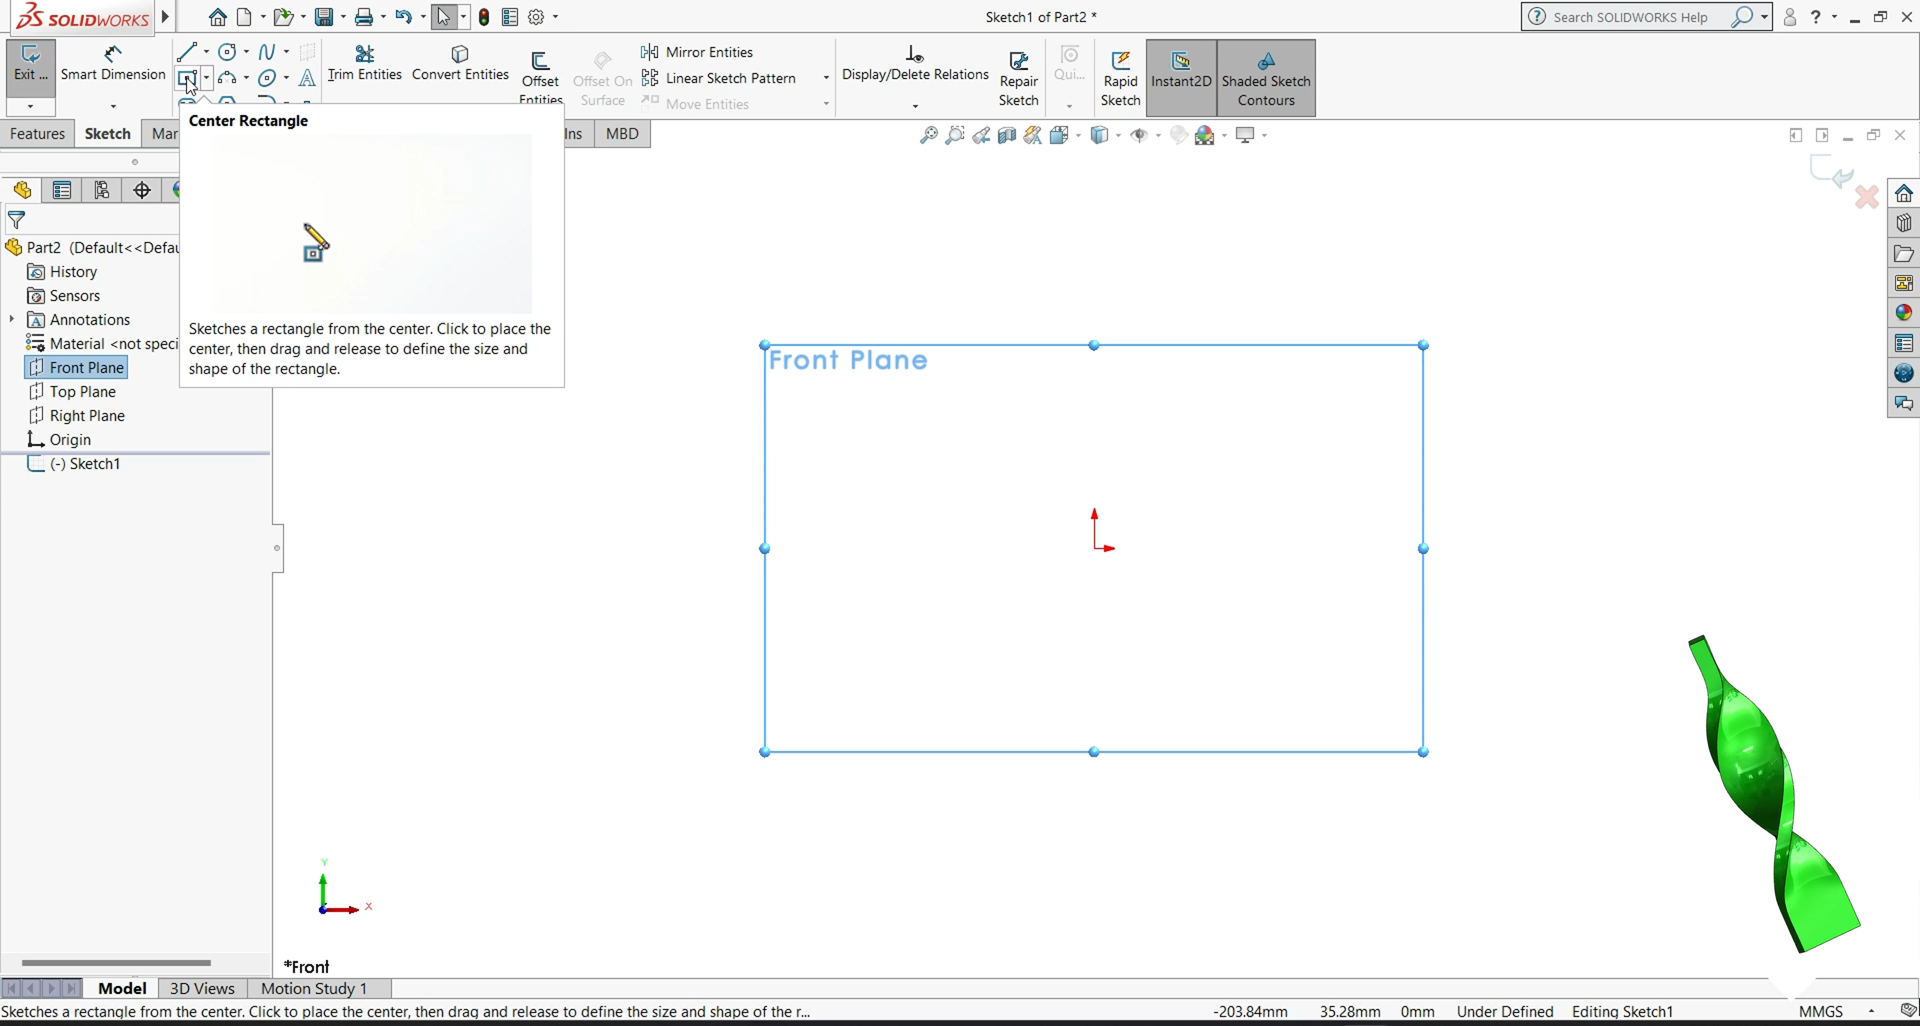 SOLIDWORKS
Sketch1 of Part2 *
Search SOLIDWORKS Help
Exit ...
Smart Dimension
Trim Entities
Convert Entities
Offset
Entities
Offset On
Surface
Mirror Entities
Linear Sketch Pattern
Move Entities
Display/Delete Relations
Repair
Sketch
Qui...
Rapid
Sketch
Instant2D
Shaded Sketch
Contours
Features
Sketch
Mar
Ins
MBD
Center Rectangle
Sketches a rectangle from the center. Click to place the
center, then drag and release to define the size and
shape of the rectangle.
Part2 (Default<<Defau
History
Sensors
Annotations
Material <not speci
Front Plane
Top Plane
Right Plane
Origin
(-) Sketch1
Front Plane
Y
X
*Front
Model
3D Views
Motion Study 1
Sketches a rectangle from the center. Click to place the center, then drag and release to define the size and shape of the r...
-203.84mm
35.28mm
0mm
Under Defined
Editing Sketch1
MMGS